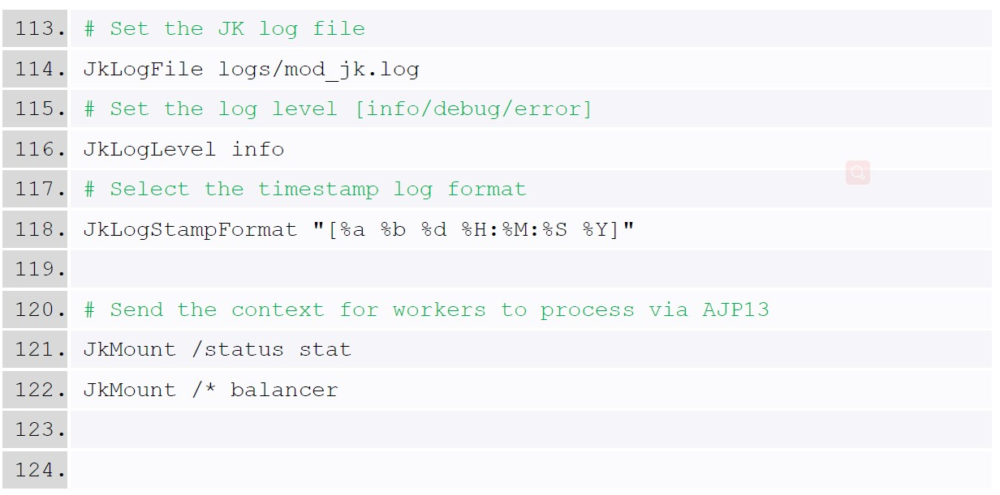 113. # Set the JK log file
114. JkLogFile logs/mod_jk.log
115. # Set the log level [info/debug/error]
116. JkLogLevel info
117. # Select the timestamp log format
118. JkLogStampFormat "[%a %b %d %H:%M:%S %Y]"
119.
120. # Send the context for workers to process via AJP13
121. JkMount /status stat
122. JkMount /* balancer
123.
124.